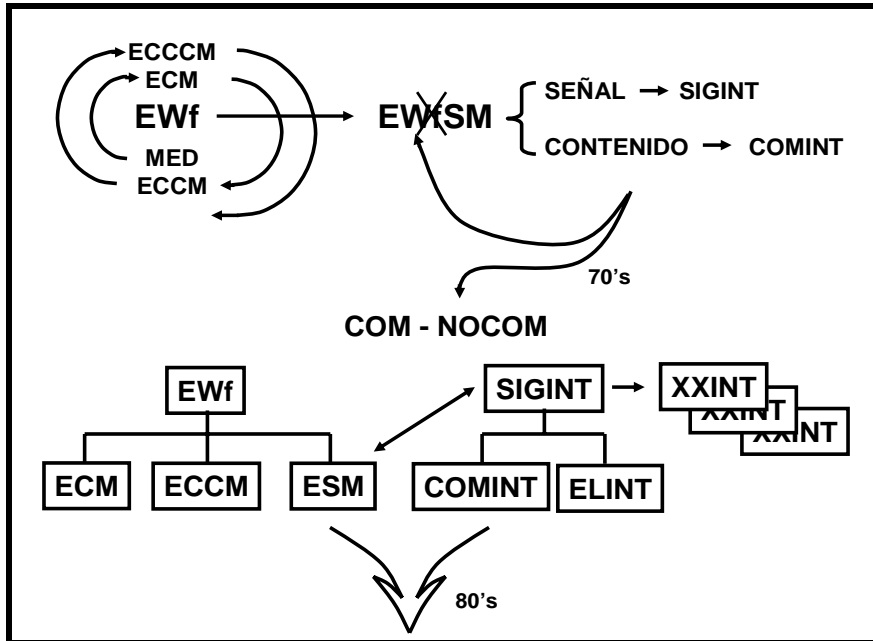 ECCCM
ECM
EWf
MED
ECCM
EWfSM
SEÑAL
SIGINT
CONTENIDO
COMINT
70's
COM - NOCOM
EWf
SIGINT
XXINT
XXINT
XXINT
ECM
ECCM
ESM
COMINT
ELINT
80's